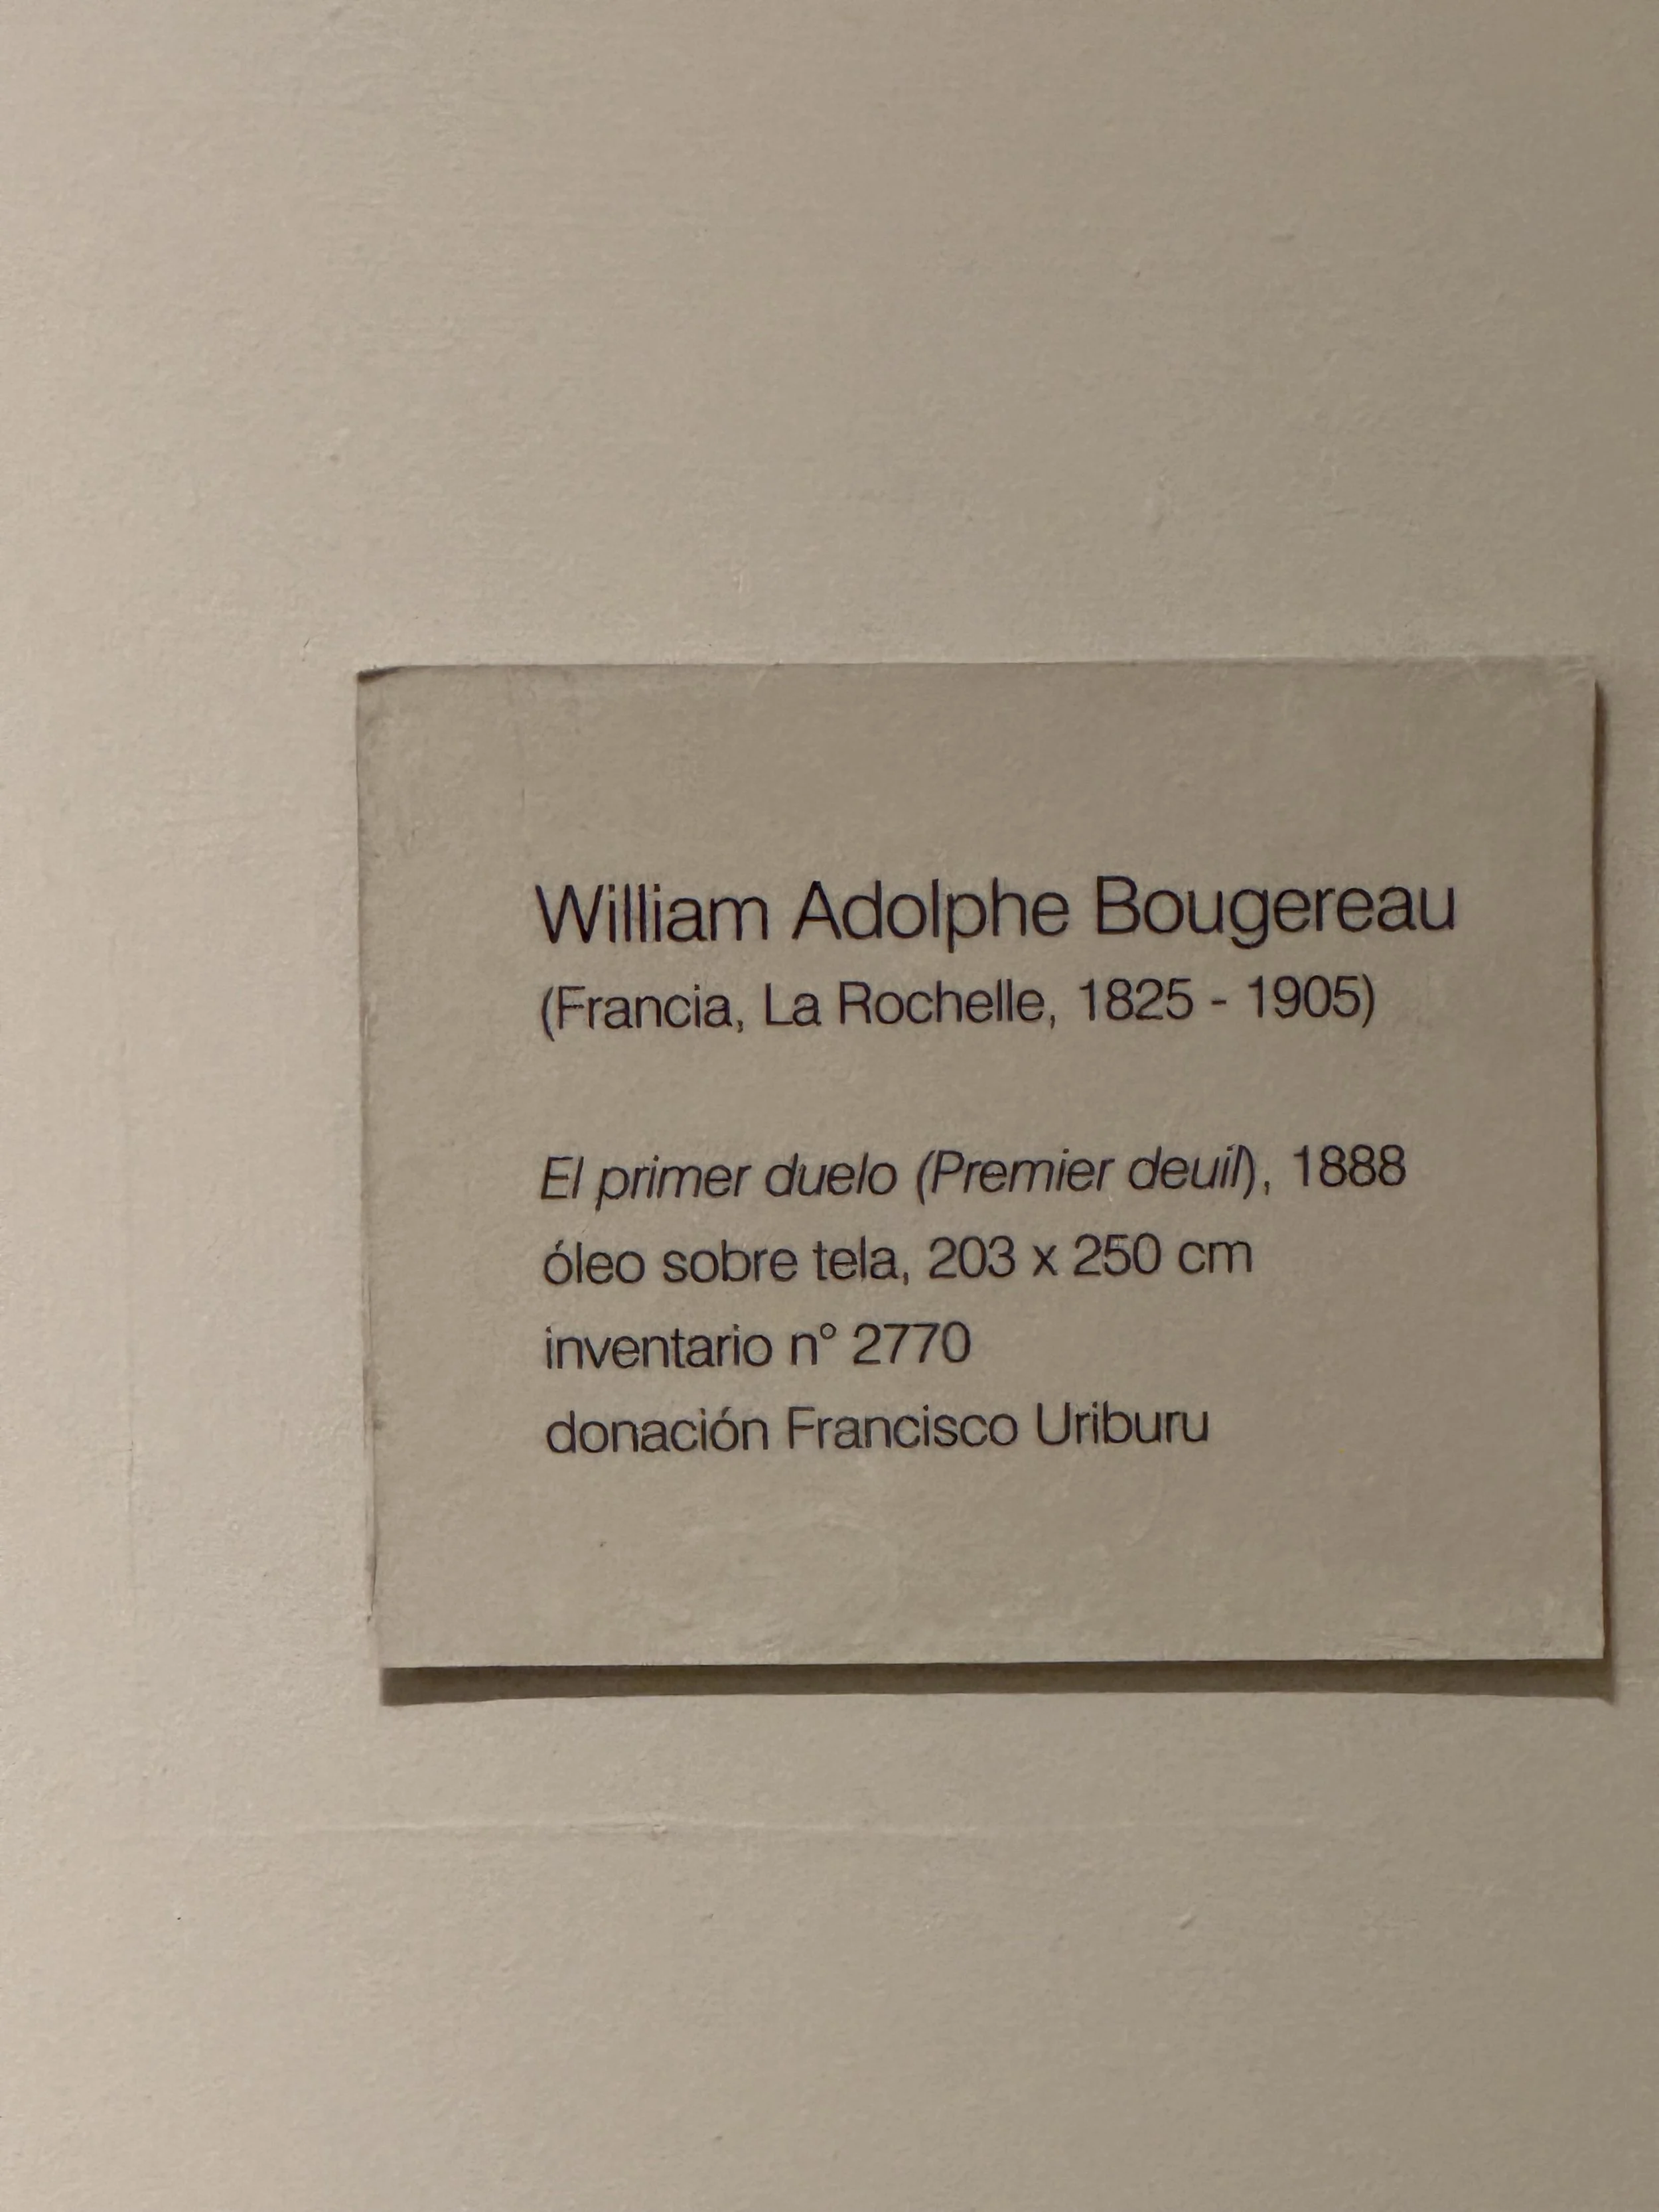 William Adolphe Bougereau
(Francia, La Rochelle, 1825 - 1905)
El primer duelo (Premier deuil), 1888
óleo sobre tela, 203 x 250 cm
inventario n° 2770
donación Francisco Uriburu